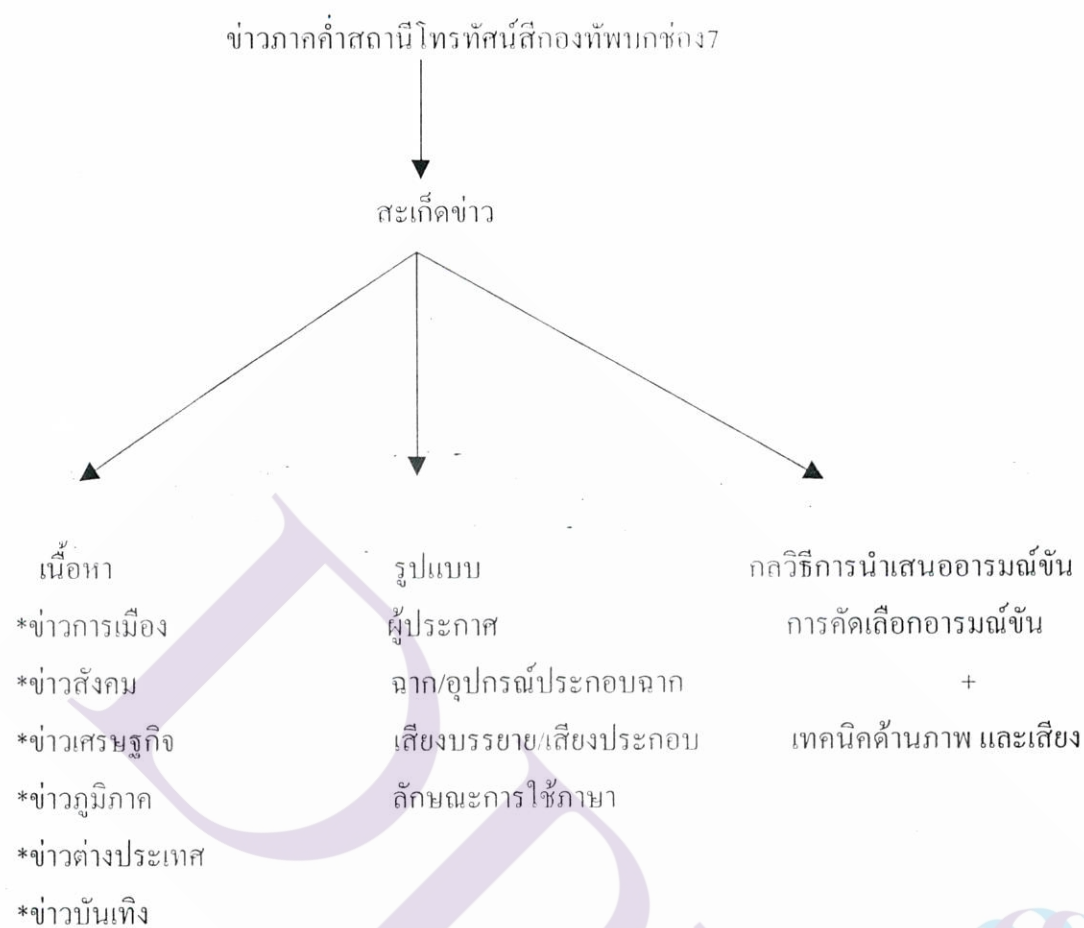 ข่าวภาคค่ำสถานีโทรทัศน์สีกองทัพบกช่อง7
สะเก็ดข่าว
เนื้อหา
*ข่าวการเมือง
*ข่าวสังคม
*ข่าวเศรษฐกิจ
*ข่าวภูมิภาค
*ข่าวต่างประเทศ
*ข่าวบันเทิง
รูปแบบ
ผู้ประกาศ
ฉาก/อุปกรณ์ประกอบฉาก
เสียงบรรยาย/เสียงประกอบ
ลักษณะการใช้ภาษา
กลวิธีการนำเสนออารมณ์ขัน
การคัดเลือกอารมณ์ขัน
+
เทคนิคด้านภาพ และเสียง